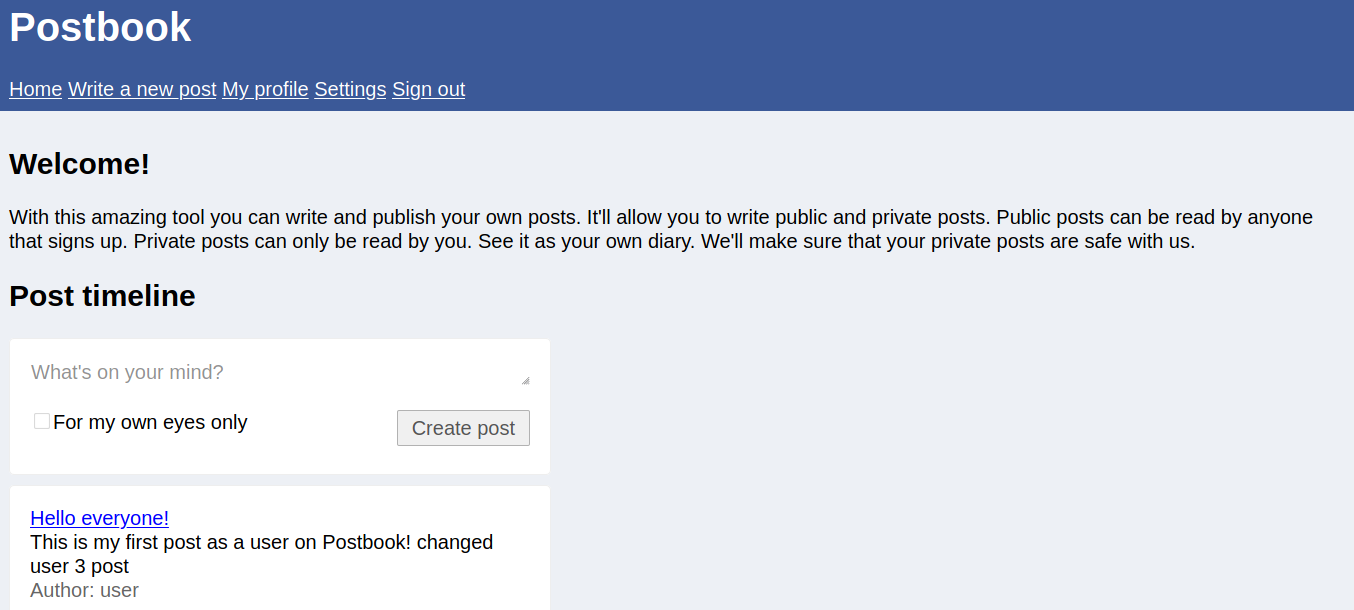 Postbook
Home Write a new post My profile Settings Sign out
Welcome!
With this amazing tool you can write and publish your own posts. It'll allow you to write public and private posts. Public posts can be read by anyone
that signs up. Private posts can only be read by you. See it as your own diary. We'll make sure that your private posts are safe with us.
Post timeline
What's on your mind?
For my own eyes only
Create post
Hello everyone!
This is my first post as a user on Postbook! changed
user 3 post
Author: user